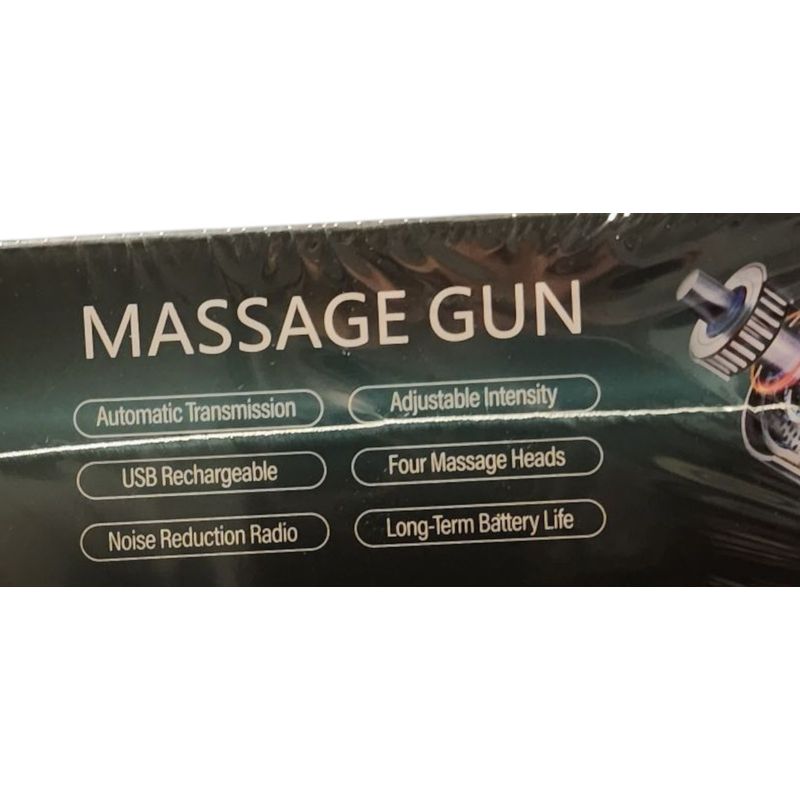 MASSAGE GUN
Automatic Transmission
Adjustable Intensity
USB Rechargeable
Four Massage Heads
Noise Reduction Radio
Long-Term Battery Life